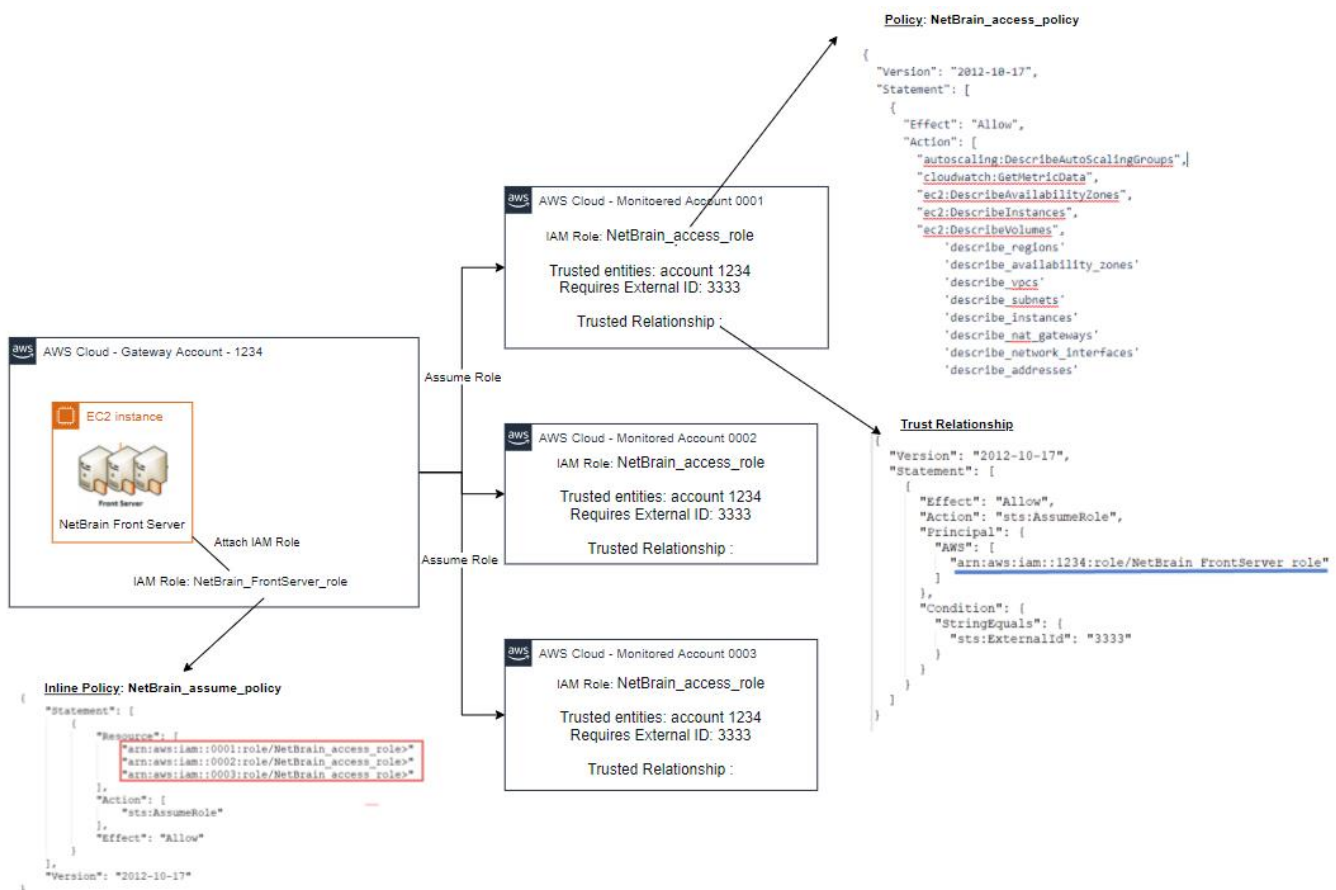 Policy: NetBrain_access_policy
{
"Version": "2012-10-17",
"Statement": [
{
"Effect": "Allow",
"Action": [
"autoscaling:DescribeAutoScalingGroups",
"cloudwatch:GetMetricData",
"ec2:DescribeAvailabilityZones",
"ec2:DescribeInstances",
"ec2:DescribeVolumes",
'describe_regions'
'describe_availability_zones'
'describe_vpcs'
'describe_subnets'
'describe_instances'
'describe_nat_gateways'
'describe_network_interfaces'
'describe_addresses'
aws AWS Cloud - Monitoered Account 0001
IAM Role: NetBrain_access_role
Trusted entities: account 1234
Requires External ID: 3333
Trusted Relationship :
aws AWS Cloud - Gateway Account - 1234
EC2 instance
Front Server
NetBrain Front Server
Attach IAM Role
IAM Role: NetBrain_FrontServer_role
Assume Role
Assume Role
aws AWS Cloud - Monitored Account 0002
IAM Role: NetBrain_access_role
Trusted entities: account 1234
Requires External ID: 3333
Trusted Relationship :
aws AWS Cloud - Monitored Account 0003
IAM Role: NetBrain_access_role
Trusted entities: account 1234
Requires External ID: 3333
Trusted Relationship :
Trust Relationship
{
"Version": "2012-10-17",
"Statement": [
{
"Effect": "Allow",
"Action": "sts:AssumeRole",
"Principal": {
"AWS": [
"arn:aws:iam::1234:role/NetBrain_FrontServer_role"
]
},
"Condition": {
"StringEquals": {
"sts:ExternalId": "3333"
}
}
}
]
}
Inline Policy: NetBrain_assume_policy
{
"Statement": [
{
"Resource": [
"arn:aws:iam::0001:role/NetBrain_access_role>"
"arn:aws:iam::0002:role/NetBrain_access_role>"
"arn:aws:iam::0003:role/NetBrain_access_role>"
],
"Action": [
"sts:AssumeRole"
],
"Effect": "Allow"
}
],
"Version": "2012-10-17"
}